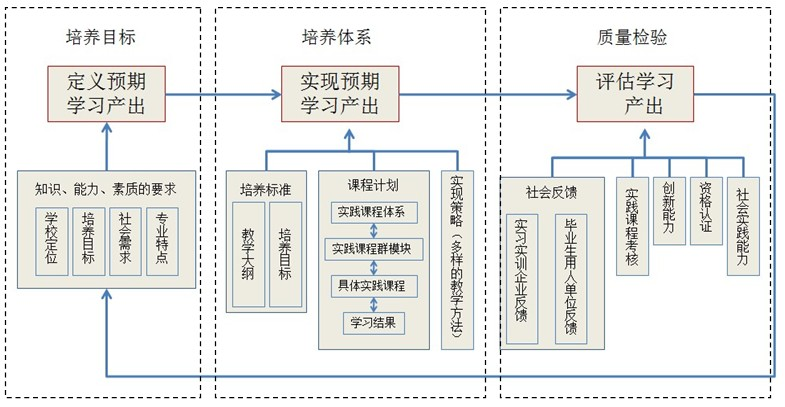 培养目标
定义预期
学习产出
知识、能力、素质的要求
学校定位
培养目标
社会需求
专业特点
培养体系
实现预期
学习产出
培养标准
教学大纲
培养目标
课程计划
实践课程体系
实践课程群模块
具体实践课程
学习结果
实现策略（多样的教学方法）
质量检验
评估学习
产出
社会反馈
实习实训企业反馈
毕业生用人单位反馈
实践课程考核
创新能力
资格认证
社会实践能力